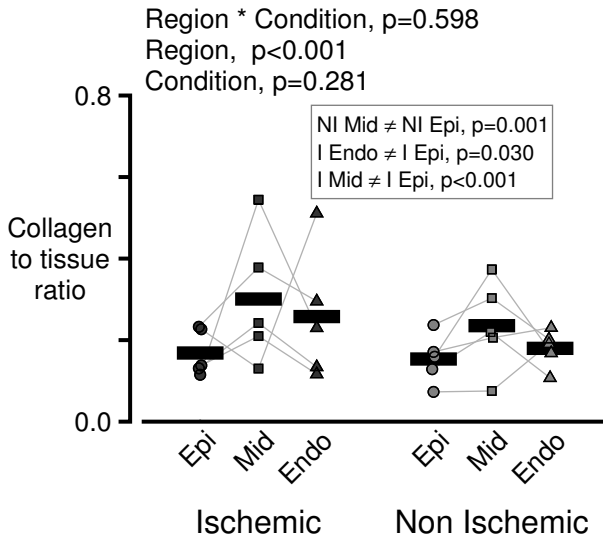 Region * Condition, p=0.598
Region,  p<0.001
Condition, p=0.281
0.8
NI Mid ≠ NI Epi, p=0.001
I Endo ≠ I Epi, p=0.030
I Mid ≠ I Epi, p<0.001
Collagen
to tissue
ratio
0.0
Epi Mid Endo Epi Mid Endo
Ischemic Non Ischemic